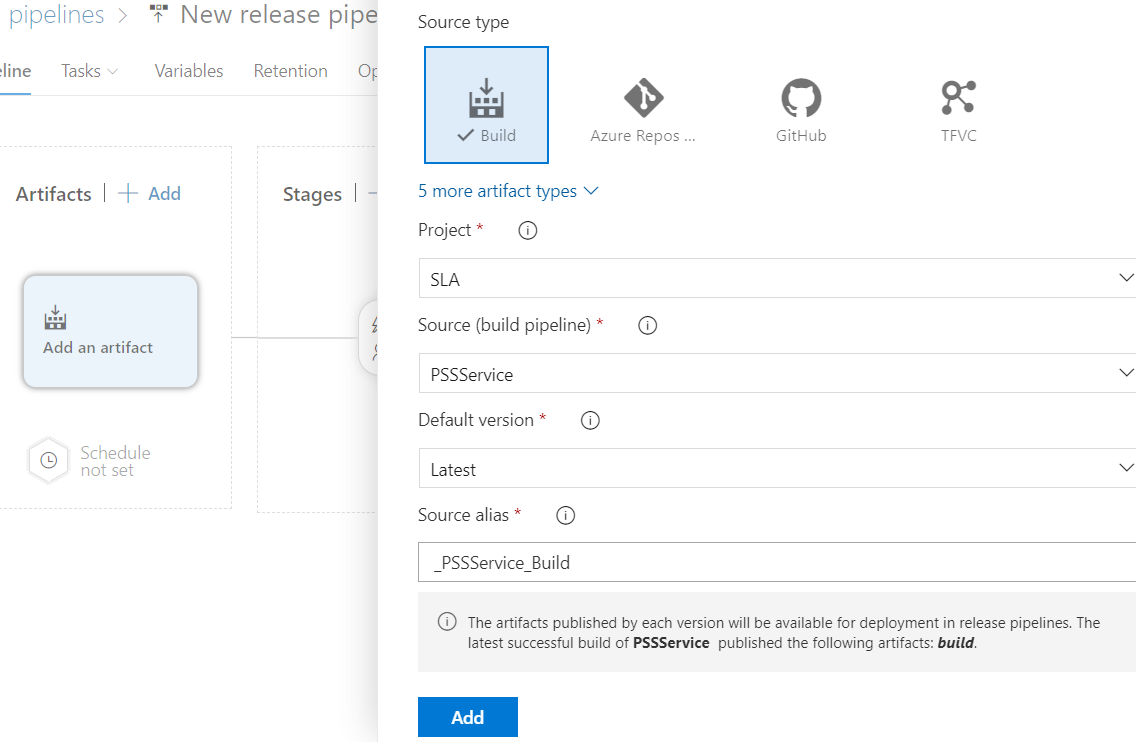 pipelines > New release pipe
eline Tasks Variables Retention Op
Artifacts | + Add
Stages |
Add an artifact
Schedule
not set
Source type
Build
Azure Repos ...
GitHub
TFVC
5 more artifact types
Project *
SLA
Source (build pipeline) *
PSSService
Default version *
Latest
Source alias *
_PSSService_Build
The artifacts published by each version will be available for deployment in release pipelines. The
latest successful build of PSSService published the following artifacts: build.
Add